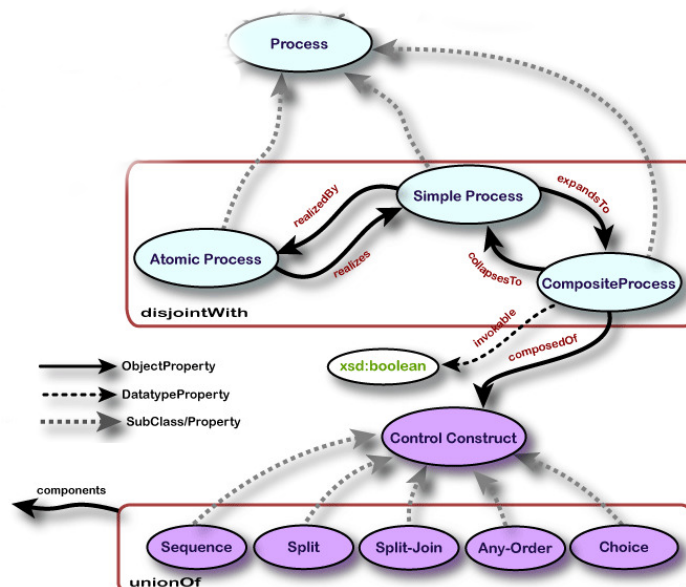 Process
realizedBy
Simple Process
expandsTo
Atomic Process
realizes
collapsesTo
CompositeProcess
disjointWith
invokable
composedOf
xsd:boolean
ObjectProperty
DatatypeProperty
SubClass/Property
Control Construct
components
Sequence
Split
Split-Join
Any-Order
Choice
unionOf